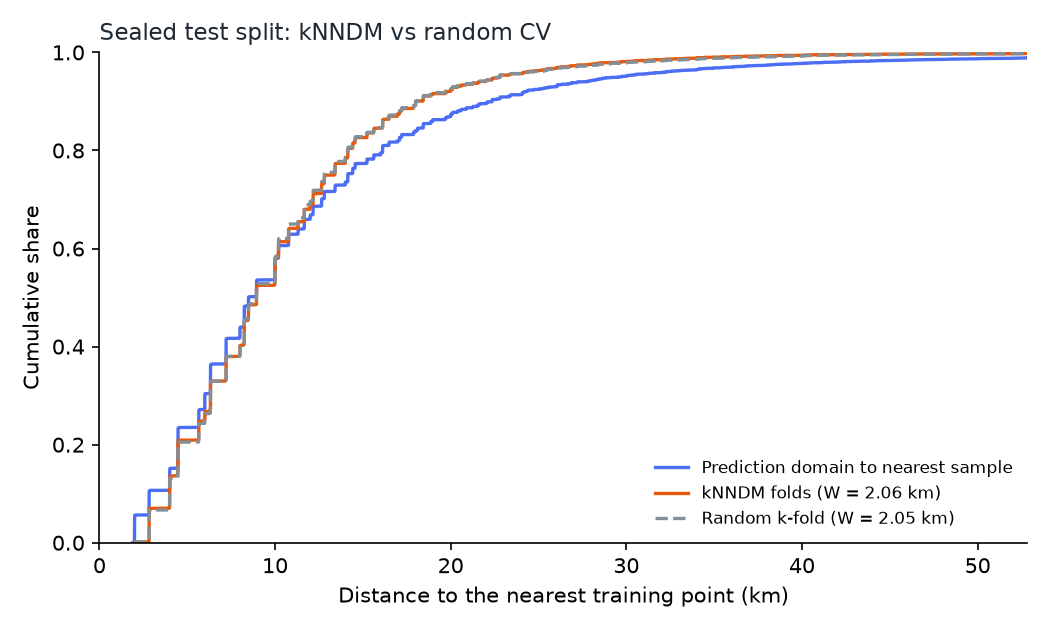 Sealed test split: kNNDM vs random CV
1.0
0.8
0.6
0.4
0.2
0.0
Cumulative share
0
10
20
30
40
50
Distance to the nearest training point (km)
Prediction domain to nearest sample
kNNDM folds (W = 2.06 km)
Random k-fold (W = 2.05 km)